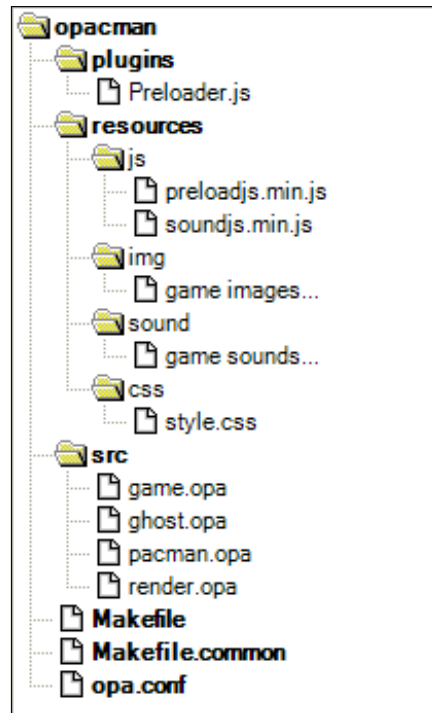 opacman
plugins
Preloader.js
resources
js
preloadjs.min.js
soundjs.min.js
img
game images...
sound
game sounds...
css
style.css
src
game.opa
ghost.opa
pacman.opa
render.opa
Makefile
Makefile.common
opa.conf